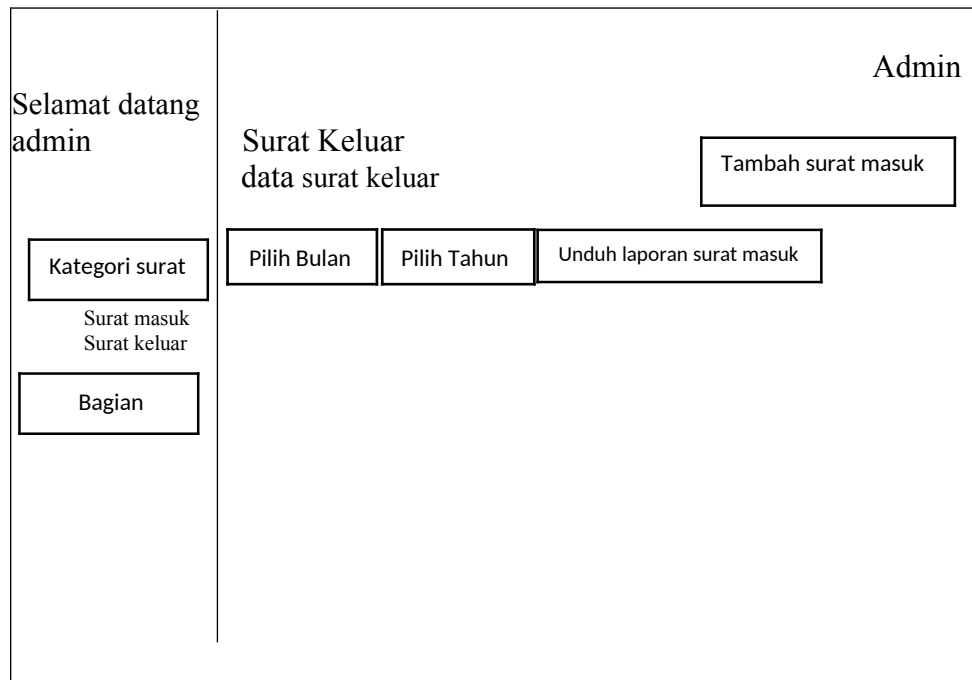 Admin
Selamat datang
admin
Surat Keluar
data surat keluar
Tambah surat masuk
Kategori surat
Pilih Bulan
Pilih Tahun
Unduh laporan surat masuk
Surat masuk
Surat keluar
Bagian